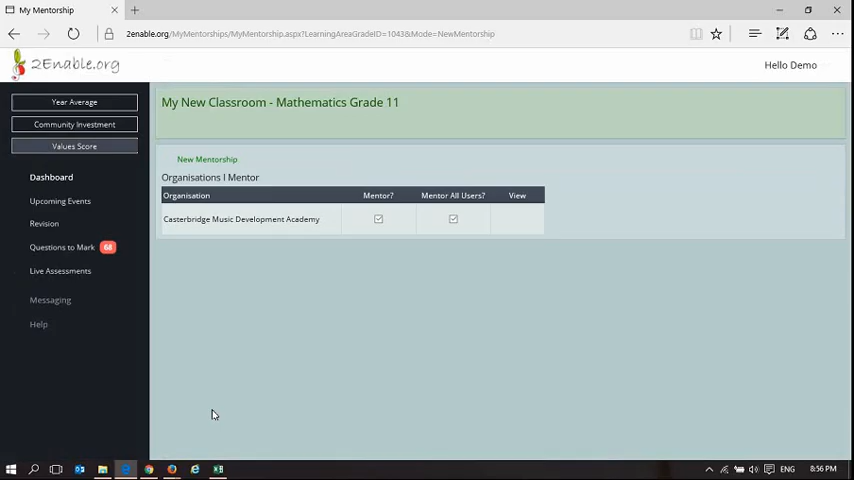 My Mentorship
2enable.org/MyMentorships/MyMentorship.aspx?LearningAreaGradeID=1043&Mode=NewMentorship
2Enable.org
Hello Demo
Year Average
Community Investment
Values Score
Dashboard
Upcoming Events
Revision
Questions to Mark 68
Live Assessments
Messaging
Help
My New Classroom - Mathematics Grade 11
New Mentorship
Organisations I Mentor
Organisation Mentor? Mentor All Users? View
Casterbridge Music Development Academy
ENG 8:56 PM